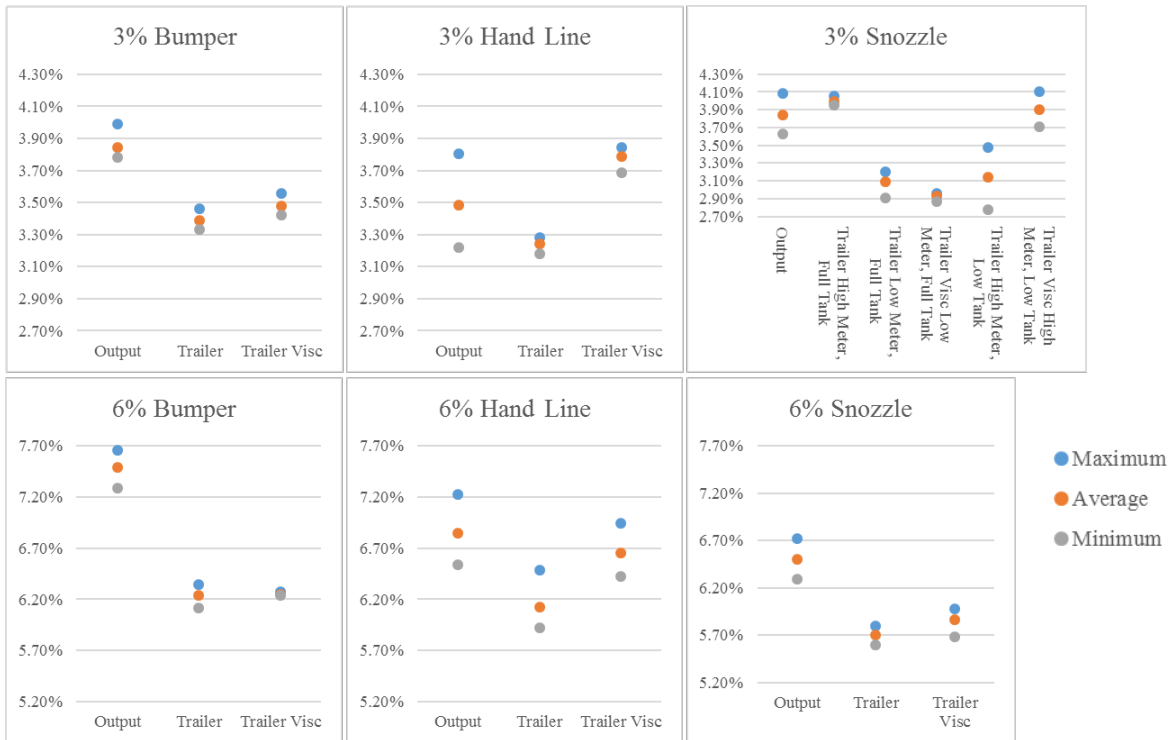 3% Bumper
4.30%
4.10%
3.90%
3.70%
3.50%
3.30%
3.10%
2.90%
2.70%
Output
Trailer
Trailer Visc
3% Hand Line
4.30%
4.10%
3.90%
3.70%
3.50%
3.30%
3.10%
2.90%
2.70%
Output
Trailer
Trailer Visc
3% Snozzle
4.30%
4.10%
3.90%
3.70%
3.50%
3.30%
3.10%
2.90%
2.70%
Output
Trailer High Meter,
Full Tank
Trailer Low Meter,
Full Tank
Trailer Visc Low
Meter, Full Tank
Trailer High Meter,
Low Tank
Trailer Visc High
Meter, Low Tank
6% Bumper
7.70%
7.20%
6.70%
6.20%
5.70%
5.20%
Output
Trailer
Trailer Visc
6% Hand Line
7.70%
7.20%
6.70%
6.20%
5.70%
5.20%
Output
Trailer
Trailer Visc
6% Snozzle
7.70%
7.20%
6.70%
6.20%
5.70%
5.20%
Output
Trailer
Trailer
Visc
Maximum
Average
Minimum